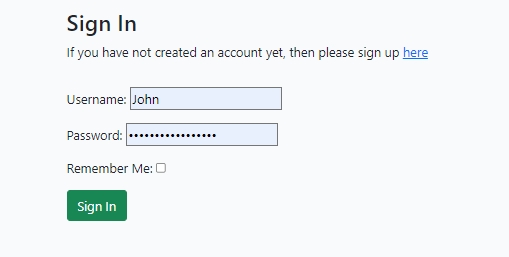 Sign In
If you have not created an account yet, then please sign up here
Username: John
Password: •••••••••••••••••
Remember Me:
Sign In